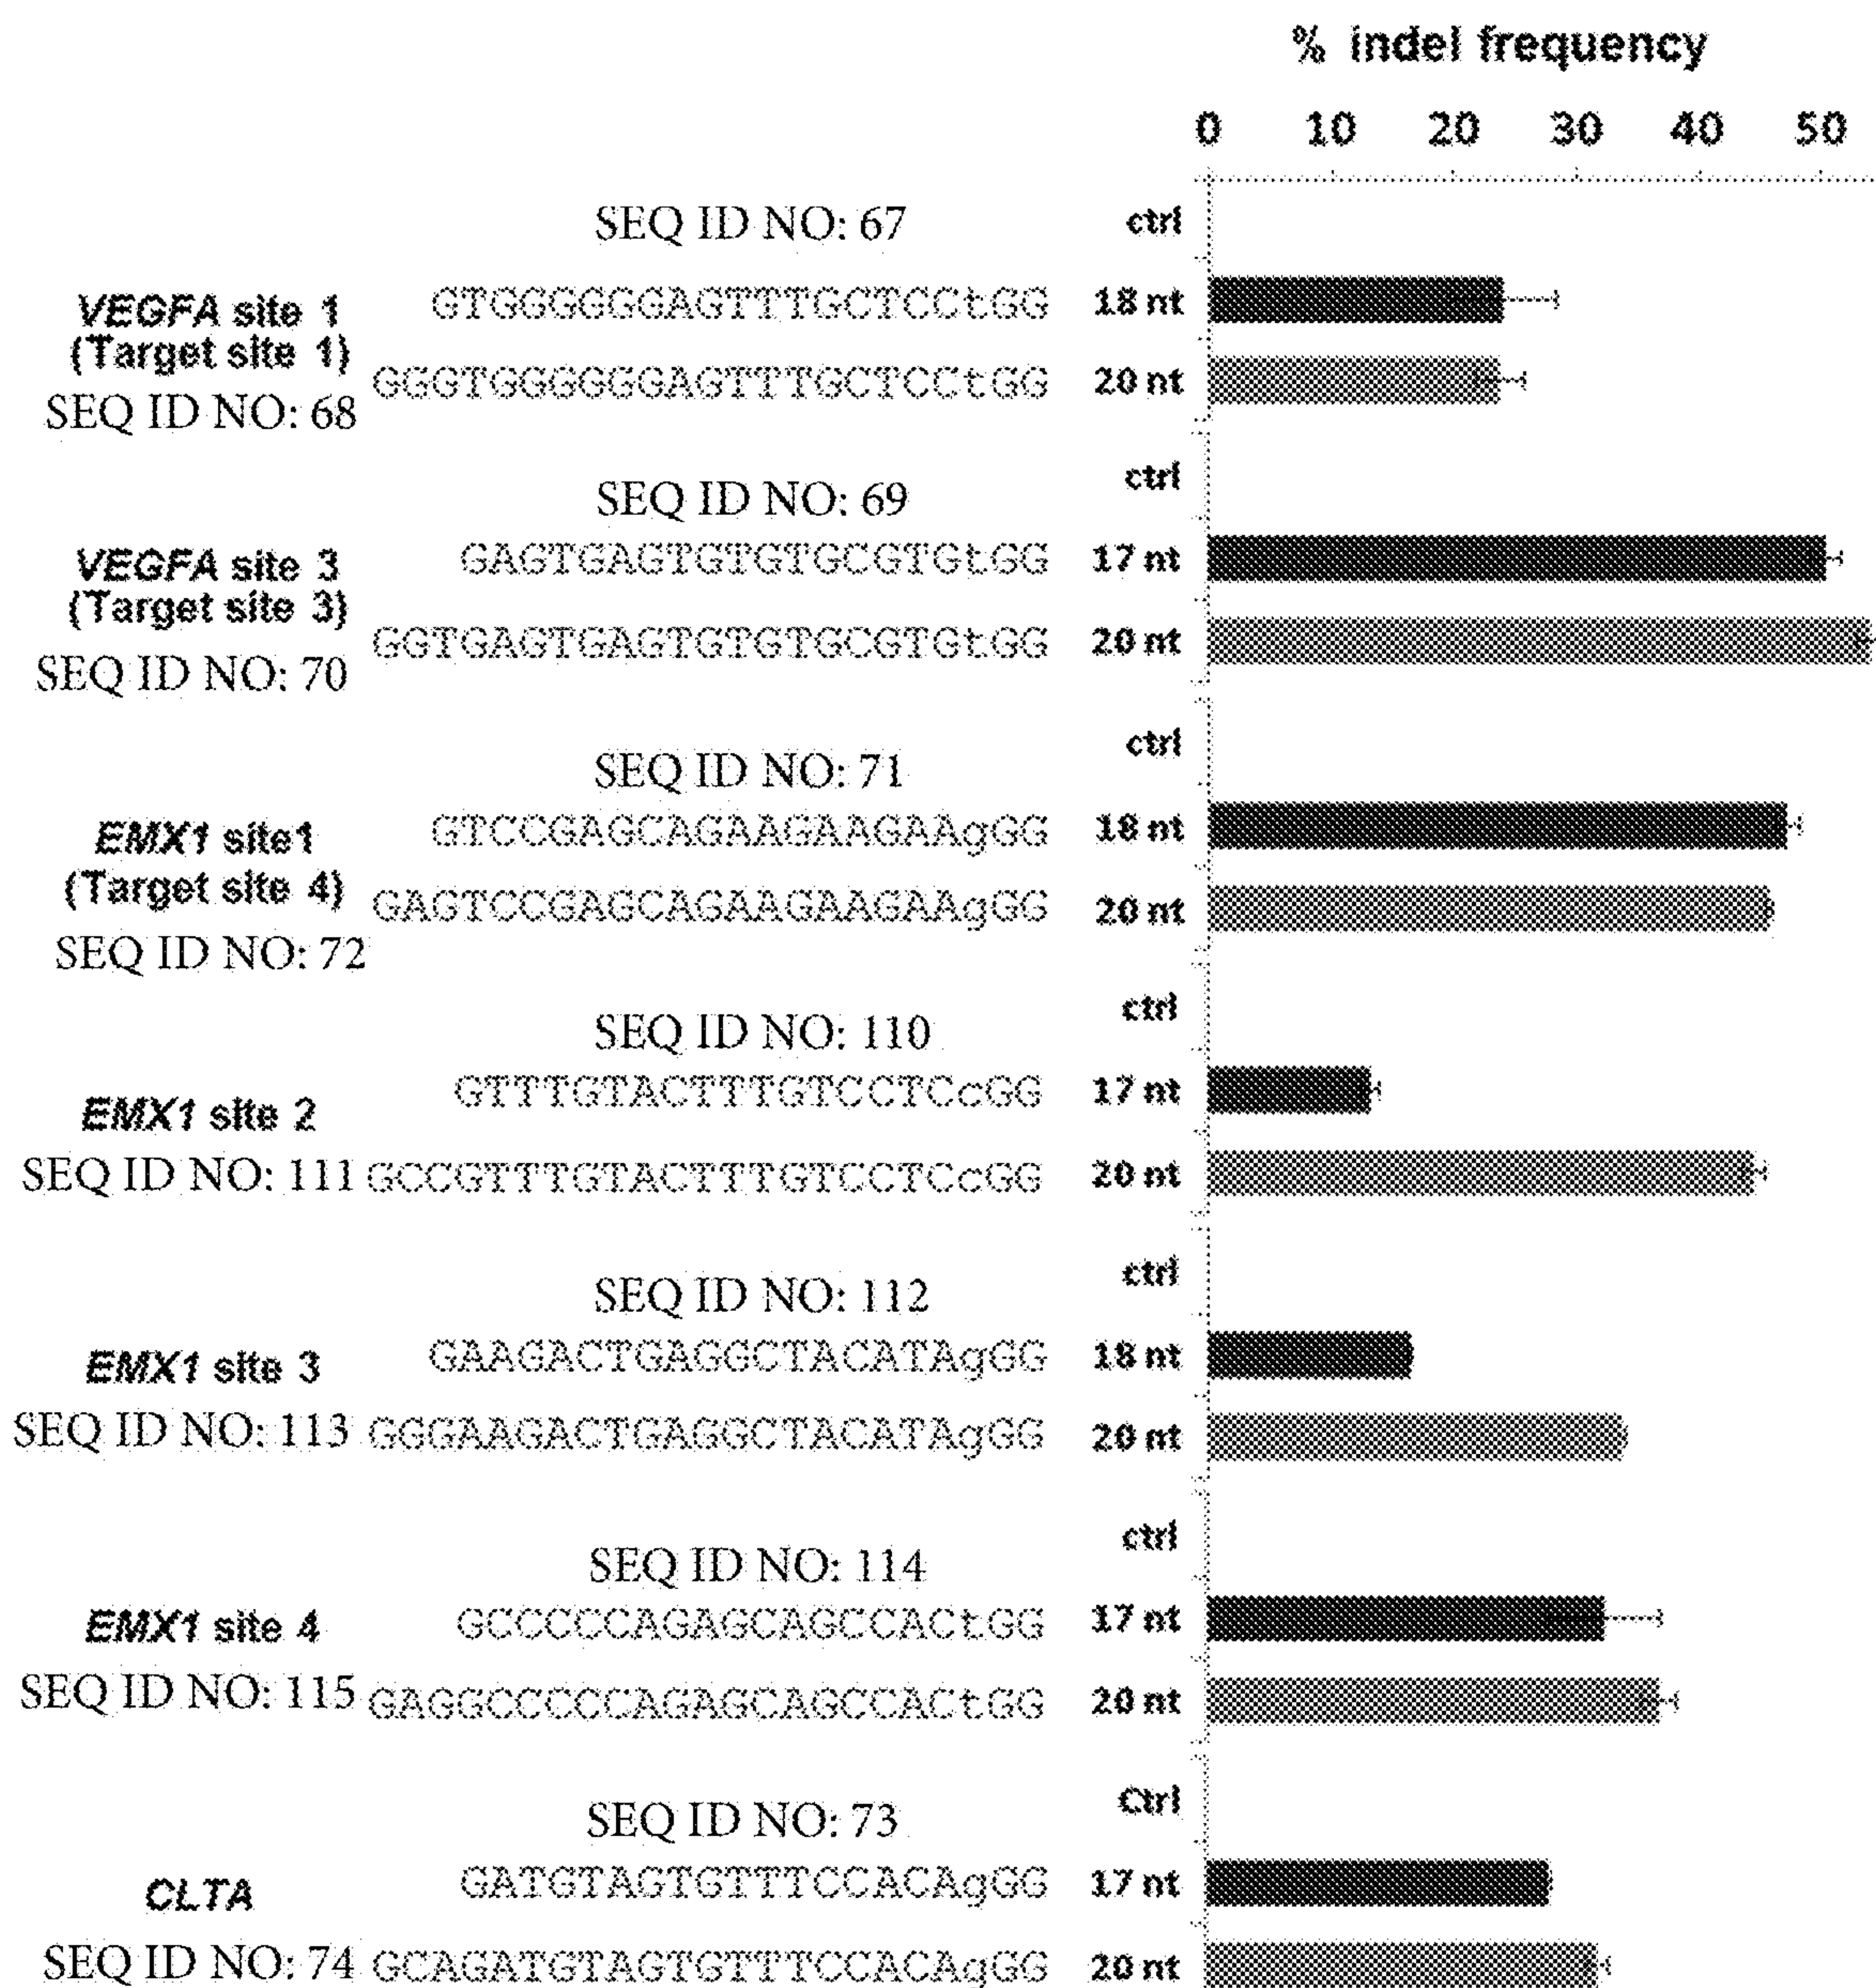 % indel frequency
0 10 20 30 40 50
SEQ ID NO: 67
ctrl
VEGFA site 1
(Target site 1)
SEQ ID NO: 68
GTGGGGGGAGTTTGCTCCtGG
18 nt
GGGTGGGGGGAGTTTGCTCCtGG
20 nt
SEQ ID NO: 69
ctrl
VEGFA site 3
(Target site 3)
SEQ ID NO: 70
GAGTGAGTGTGTGCGTGtGG
17 nt
GGTGAGTGAGTGTGTGCGTGtGG
20 nt
SEQ ID NO: 71
ctrl
EMX1 site1
(Target site 4)
SEQ ID NO: 72
GTCCGAGCAGAAGAAGAAgGG
18 nt
GAGTCCGAGCAGAAGAAGAAgGG
20 nt
SEQ ID NO: 110
ctrl
EMX1 site 2
SEQ ID NO: 111
GTTTGTACTTTGTCCTCcGG
17 nt
GCCGTTTGTACTTTGTCCTCcGG
20 nt
SEQ ID NO: 112
ctrl
EMX1 site 3
SEQ ID NO: 113
GAAGACTGAGGCTACATAgGG
18 nt
GGGAAGACTGAGGCTACATAgGG
20 nt
SEQ ID NO: 114
ctrl
EMX1 site 4
SEQ ID NO: 115
GCCCCCAGAGCAGCCACtGG
17 nt
GAGGCCCCCAGAGCAGCCACtGG
20 nt
SEQ ID NO: 73
Ctrl
CLTA
SEQ ID NO: 74
GATGTAGTGTTTCCACAgGG
17 nt
GCAGATGTAGTGTTTCCACAgGG
20 nt